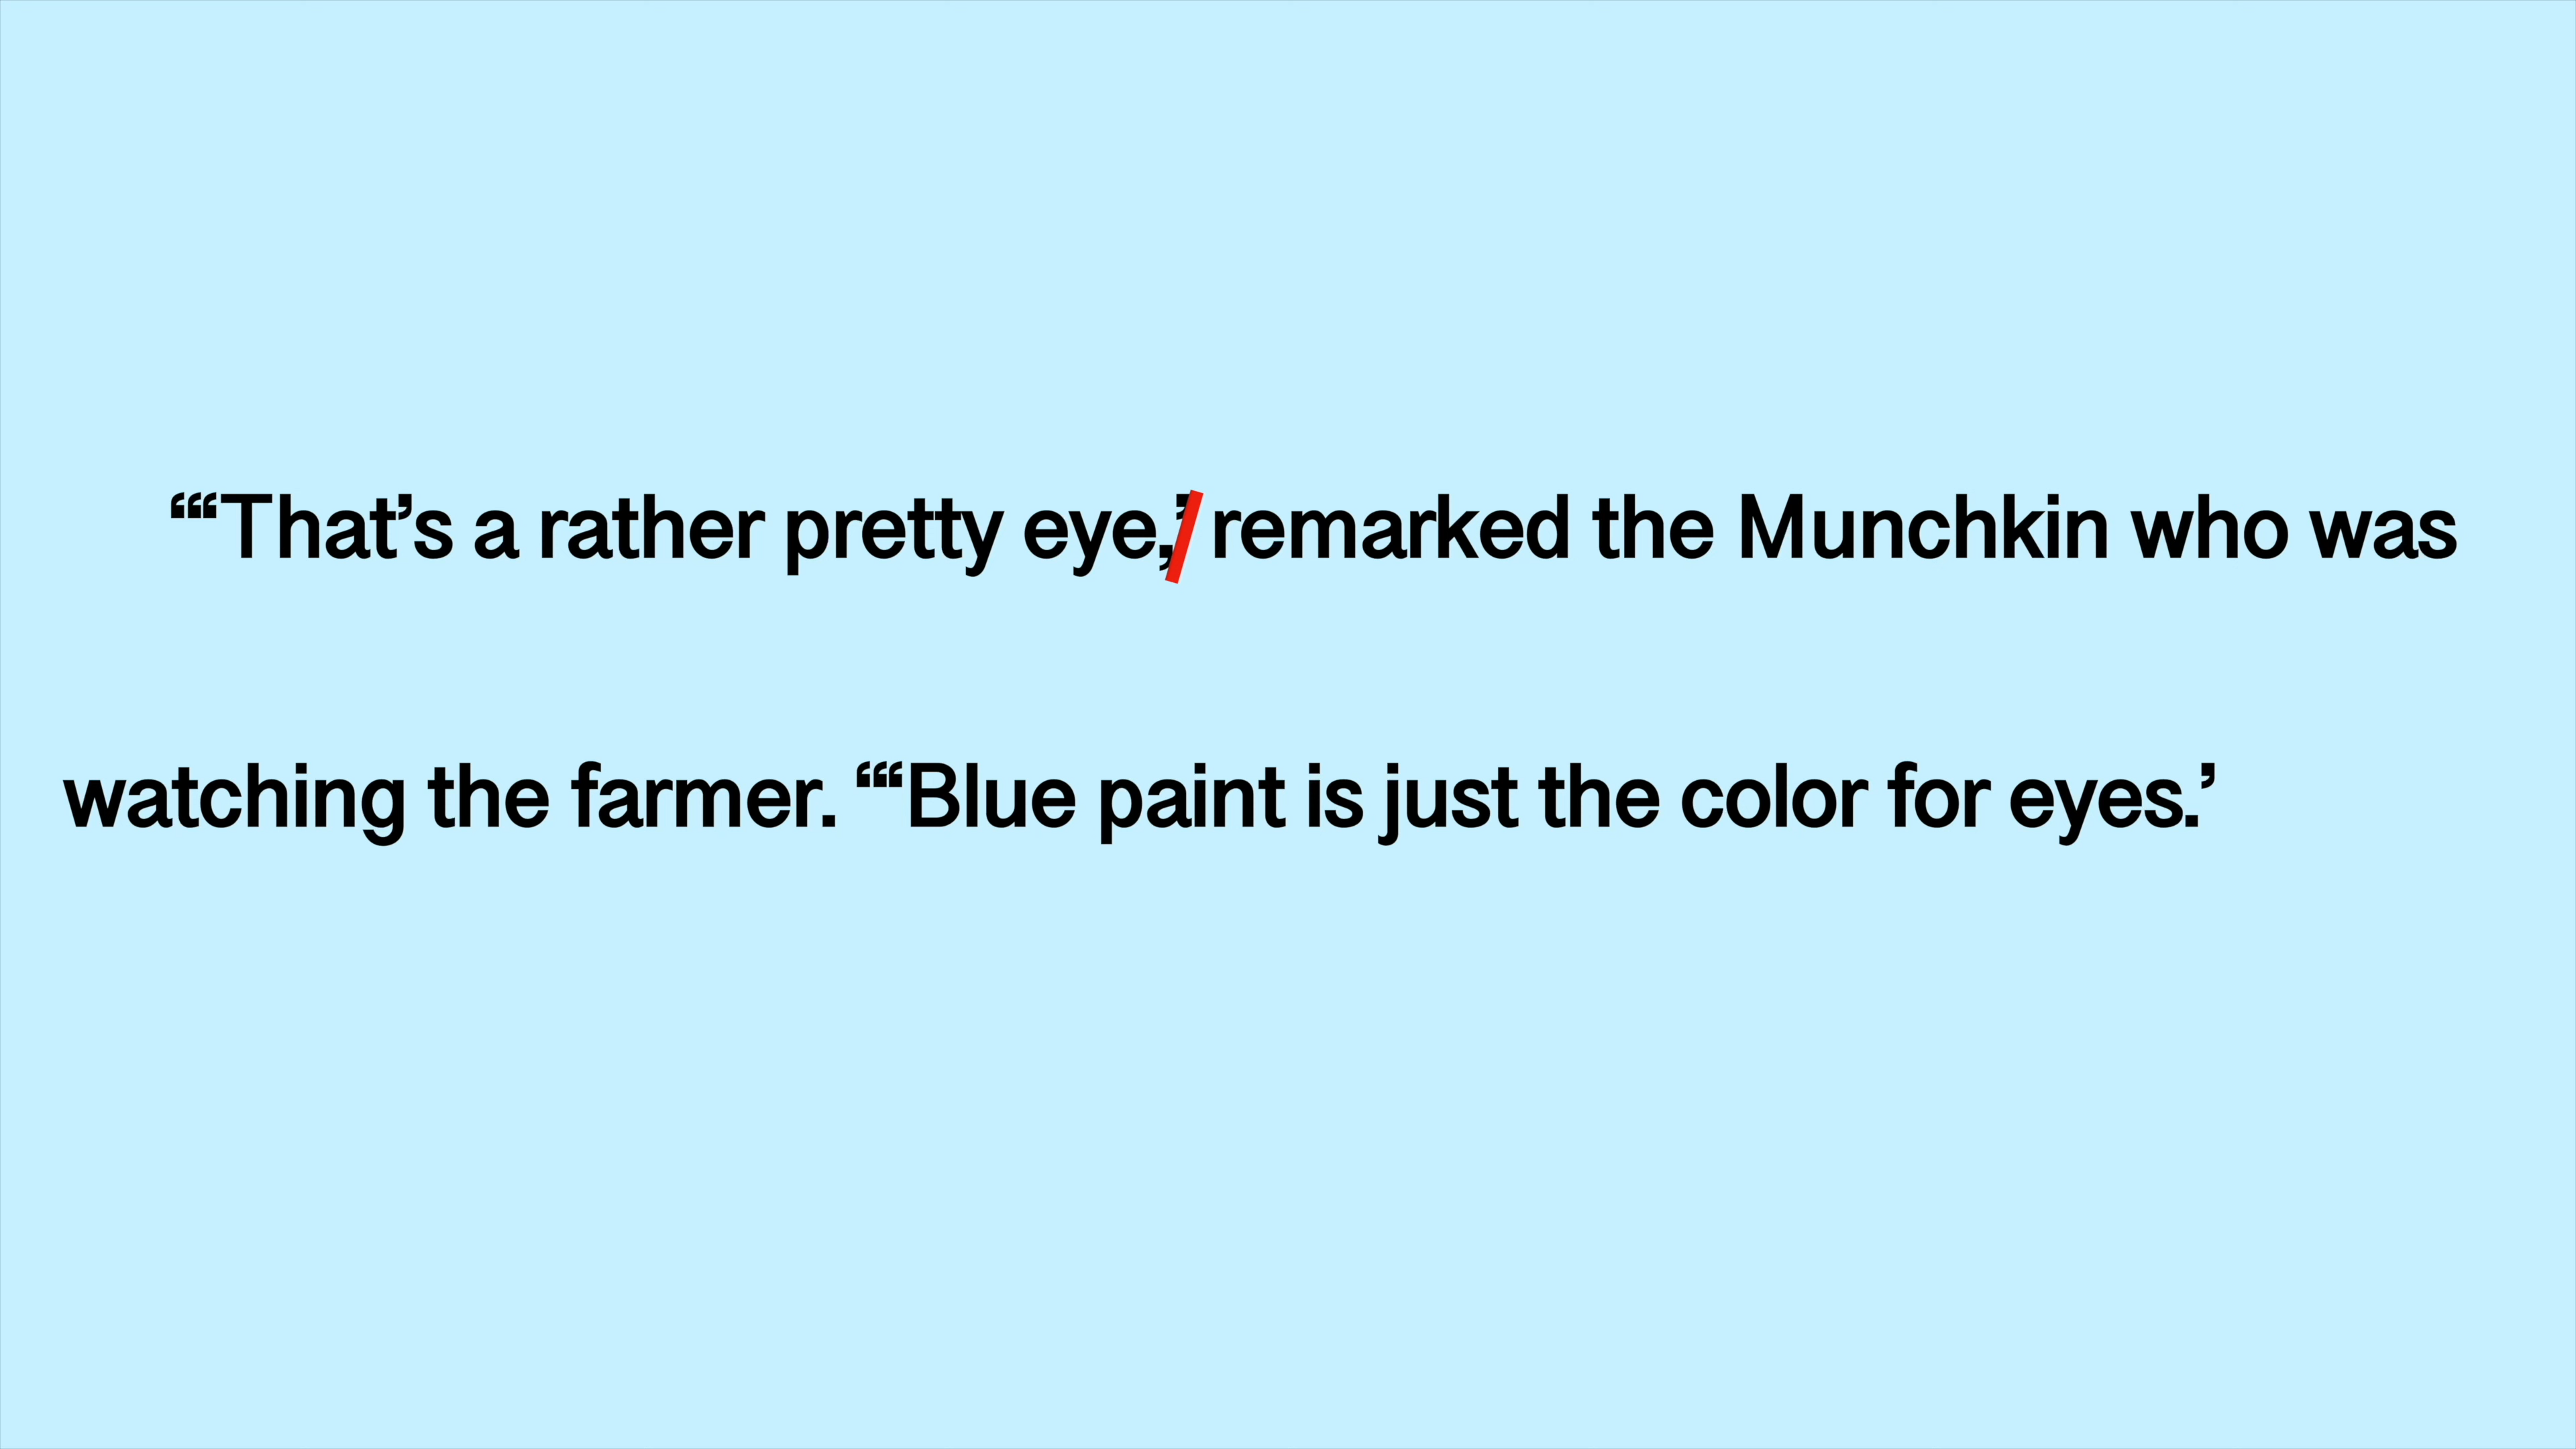 “‘That’s a rather pretty eye,’ remarked the Munchkin who was
watching the farmer. “‘Blue paint is just the color for eyes.’